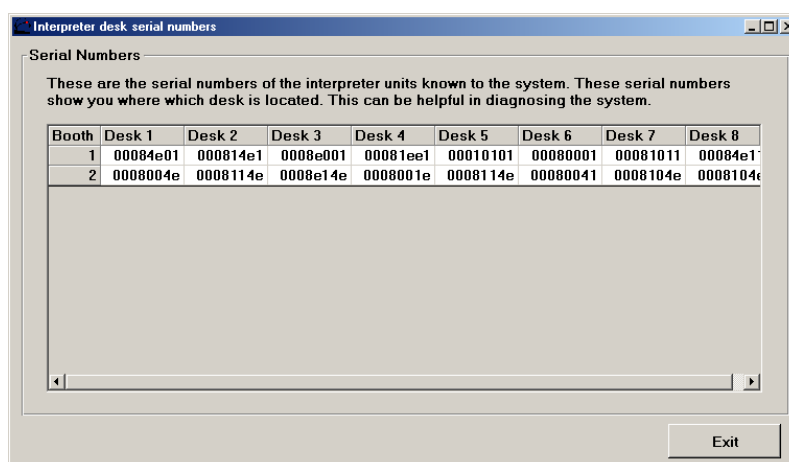 Interpreter desk serial numbers
Serial Numbers
These are the serial numbers of the interpreter units known to the system. These serial numbers
show you where which desk is located. This can be helpful in diagnosing the system.
Booth Desk 1 Desk 2 Desk 3 Desk 4 Desk 5 Desk 6 Desk 7 Desk 8
1 00084e01 000814e1 0008e001 00081ee1 00010101 00080001 00081011
2 0008004e 0008114e 0008e14e 0008001e 0008114e 00080041 0008104e
Exit